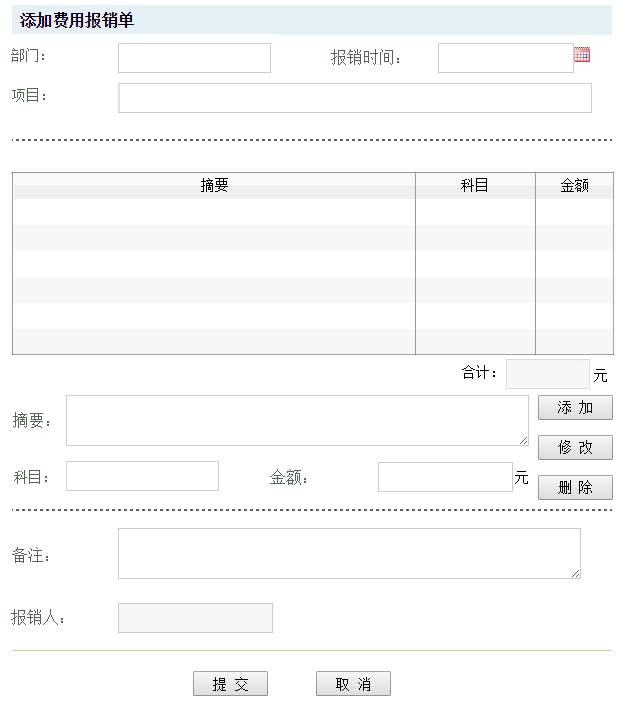 添加费用报销单
部门： 报销时间：
项目：
摘要 科目 金额
合计： 元
摘要： 添 加
修 改
科目： 金额： 元
删 除
备注：
报销人：
提 交 取 消